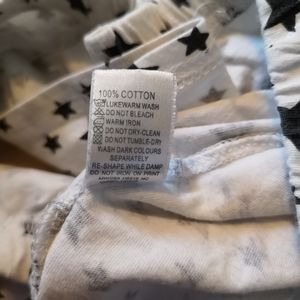 100% COTTON
LUKEWARM WASH
DO NOT BLEACH
WARM IRON
DO NOT DRY-CLEAN
DO NOT TUMBLE-DRY
WASH DARK COLOURS
SEPARATELY
RE-SHAPE WHILE DAMP
DO NOT IRON ON PRINT